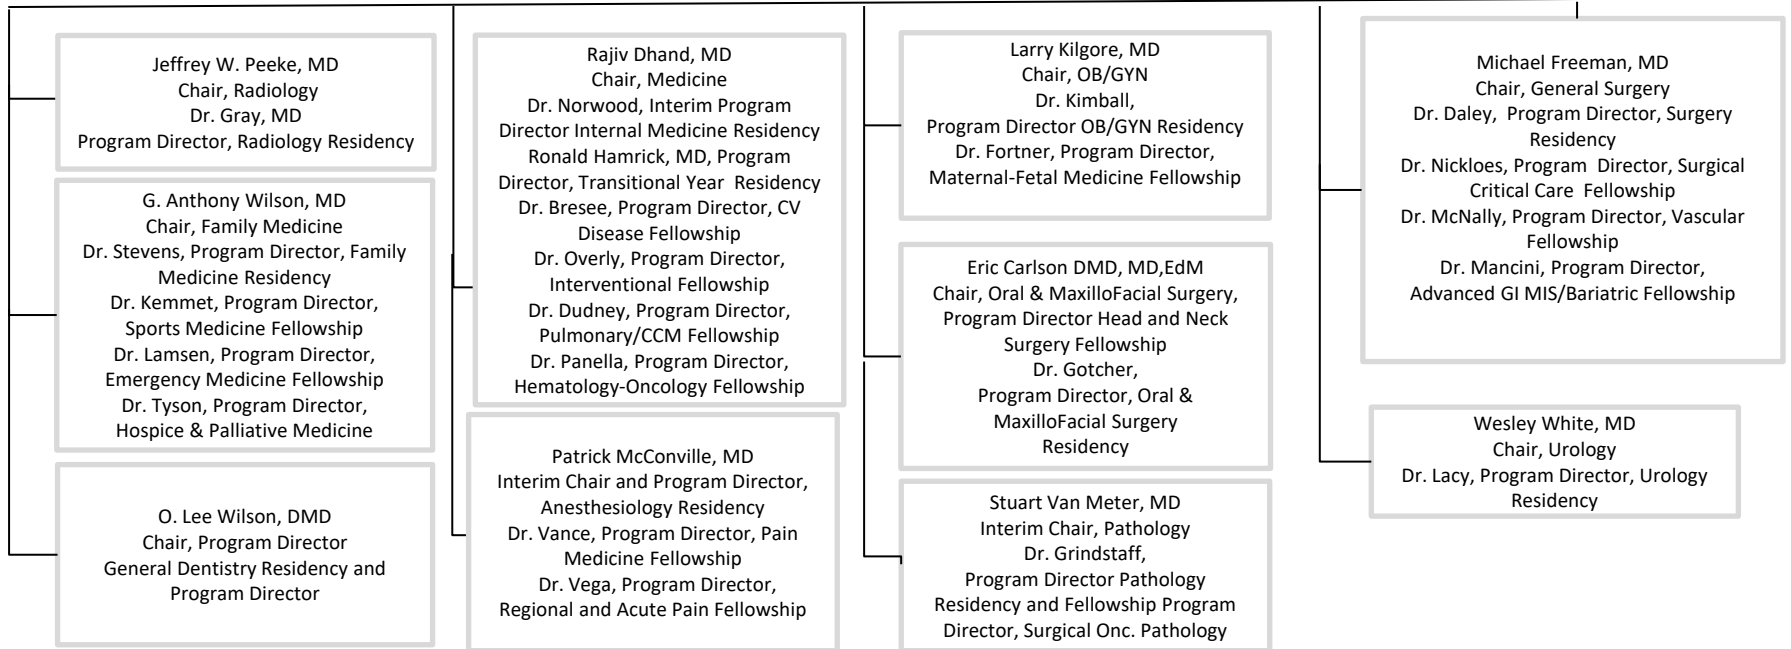 Jeffrey W. Peeke, MD
Chair, Radiology
Dr. Gray, MD
Program Director, Radiology Residency
G. Anthony Wilson, MD
Chair, Family Medicine
Dr. Stevens, Program Director, Family
Medicine Residency
Dr. Kemmet, Program Director,
Sports Medicine Fellowship
Dr. Lamsen, Program Director,
Emergency Medicine Fellowship
Dr. Tyson, Program Director,
Hospice & Palliative Medicine
O. Lee Wilson, DMD
Chair, Program Director
General Dentistry Residency and
Program Director
Rajiv Dhand, MD
Chair, Medicine
Dr. Norwood, Interim Program
Director Internal Medicine Residency
Ronald Hamrick, MD, Program
Director, Transitional Year Residency
Dr. Bresee, Program Director, CV
Disease Fellowship
Dr. Overly, Program Director,
Interventional Fellowship
Dr. Dudney, Program Director,
Pulmonary/CCM Fellowship
Dr. Panella, Program Director,
Hematology-Oncology Fellowship
Patrick McConville, MD
Interim Chair and Program Director,
Anesthesiology Residency
Dr. Vance, Program Director, Pain
Medicine Fellowship
Dr. Vega, Program Director,
Regional and Acute Pain Fellowship
Larry Kilgore, MD
Chair, OB/GYN
Dr. Kimball,
Program Director OB/GYN Residency
Dr. Fortner, Program Director,
Maternal-Fetal Medicine Fellowship
Eric Carlson DMD, MD,EdM
Chair, Oral & MaxilloFacial Surgery,
Program Director Head and Neck
Surgery Fellowship
Dr. Gotcher,
Program Director, Oral &
MaxilloFacial Surgery
Residency
Stuart Van Meter, MD
Interim Chair, Pathology
Dr. Grindstaff,
Program Director Pathology
Residency and Fellowship Program
Director, Surgical Onc. Pathology
Michael Freeman, MD
Chair, General Surgery
Dr. Daley, Program Director, Surgery
Residency
Dr. Nickloes, Program Director, Surgical
Critical Care Fellowship
Dr. McNally, Program Director, Vascular
Fellowship
Dr. Mancini, Program Director,
Advanced GI MIS/Bariatric Fellowship
Wesley White, MD
Chair, Urology
Dr. Lacy, Program Director, Urology
Residency